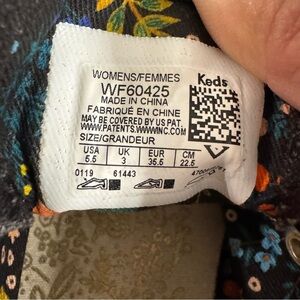 WOMENS/FEMMES
Keds
WF60425
MADE IN CHINA
FABRIQUÉ EN CHINE
MAY BE COVERED BY US PAT.
WWW.PATENTS.WWWINC.COM
SIZE/GRANDEUR
USA UK EUR CM
5.5 3 35.5 22.5
0119 61443